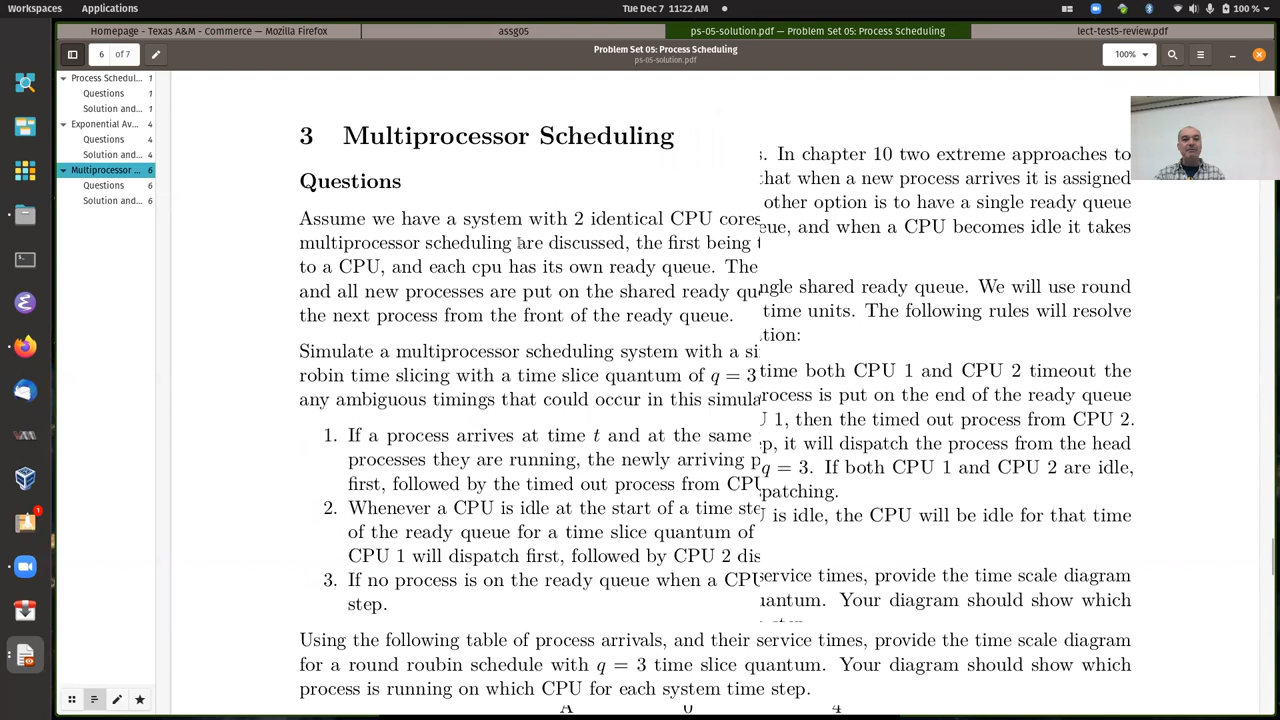 Workspaces Applications Tue Dec 7 11:22 AM 100 %
Homepage - Texas A&M - Commerce — Mozilla Firefox
assg05
ps-05-solution.pdf — Problem Set 05: Process Scheduling
lect-test5-review.pdf
6 of 7
Problem Set 05: Process Scheduling
ps-05-solution.pdf
100%
Process Schedul... 1
Questions 1
Solution and... 1
Exponential Av... 4
Questions 4
Solution and... 4
Multiprocessor ... 6
Questions 6
Solution and... 6
3 Multiprocessor Scheduling
Questions
Assume we have a system with 2 identical CPU cores
multiprocessor scheduling are discussed, the first being t
to a CPU, and each cpu has its own ready queue. The
and all new processes are put on the shared ready qu
the next process from the front of the ready queue.
Simulate a multiprocessor scheduling system with a si
robin time slicing with a time slice quantum of q = 3
any ambiguous timings that could occur in this simula
1. If a process arrives at time t and at the same
processes they are running, the newly arriving p
first, followed by the timed out process from CPU
2. Whenever a CPU is idle at the start of a time ste
of the ready queue for a time slice quantum of
CPU 1 will dispatch first, followed by CPU 2 dis
3. If no process is on the ready queue when a CPU
step.
s. In chapter 10 two extreme approaches to
that when a new process arrives it is assigned
other option is to have a single ready queue
eue, and when a CPU becomes idle it takes
ngle shared ready queue. We will use round
time units. The following rules will resolve
tion:
time both CPU 1 and CPU 2 timeout the
rocess is put on the end of the ready queue
U 1, then the timed out process from CPU 2.
ep, it will dispatch the process from the head
q = 3. If both CPU 1 and CPU 2 are idle,
patching.
U is idle, the CPU will be idle for that time
service times, provide the time scale diagram
uantum. Your diagram should show which
Using the following table of process arrivals, and their service times, provide the time scale diagram
for a round roubin schedule with q = 3 time slice quantum. Your diagram should show which
process is running on which CPU for each system time step.
A 0 4